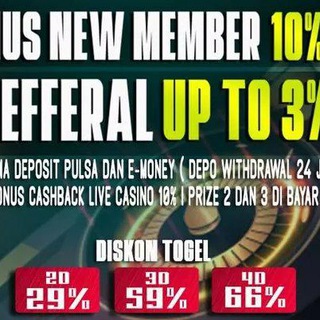 US NEW MEMBER 10%
EFFERAL UP TO 3%
NA DEPOSIT PULSA DAN E-MONEY ( DEPO WITHDRAWAL 24 J
ONUS CASHBACK LIVE CASINO 10% | PRIZE 2 DAN 3 DI BAYAR
DISKON TOGEL
2D 3D 4D
29% 59% 66%